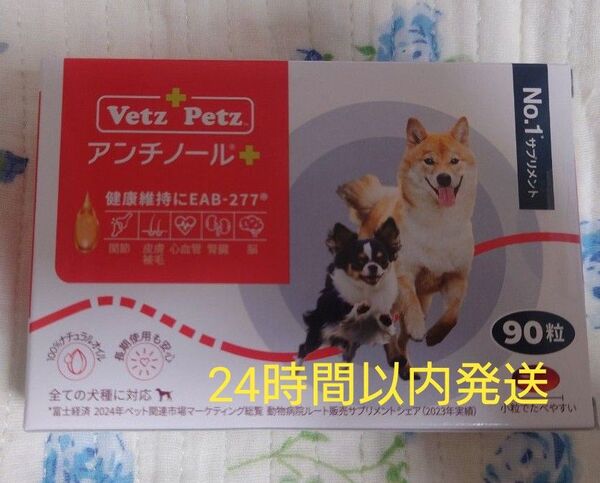 Vetz Petz™
アンチノール®+
健康維持にEAB-277®
関節 皮膚被毛 心血管 腎臓 脳
No.1*サプリメント
90粒
小粒でたべやすい
100%ナチュラルオイル
長期使用も安心
全ての犬種に対応
24時間以内発送
*富士経済 2024年ペット関連市場マーケティング総覧 動物病院ルート販売サプリメントシェア(2023年実績)